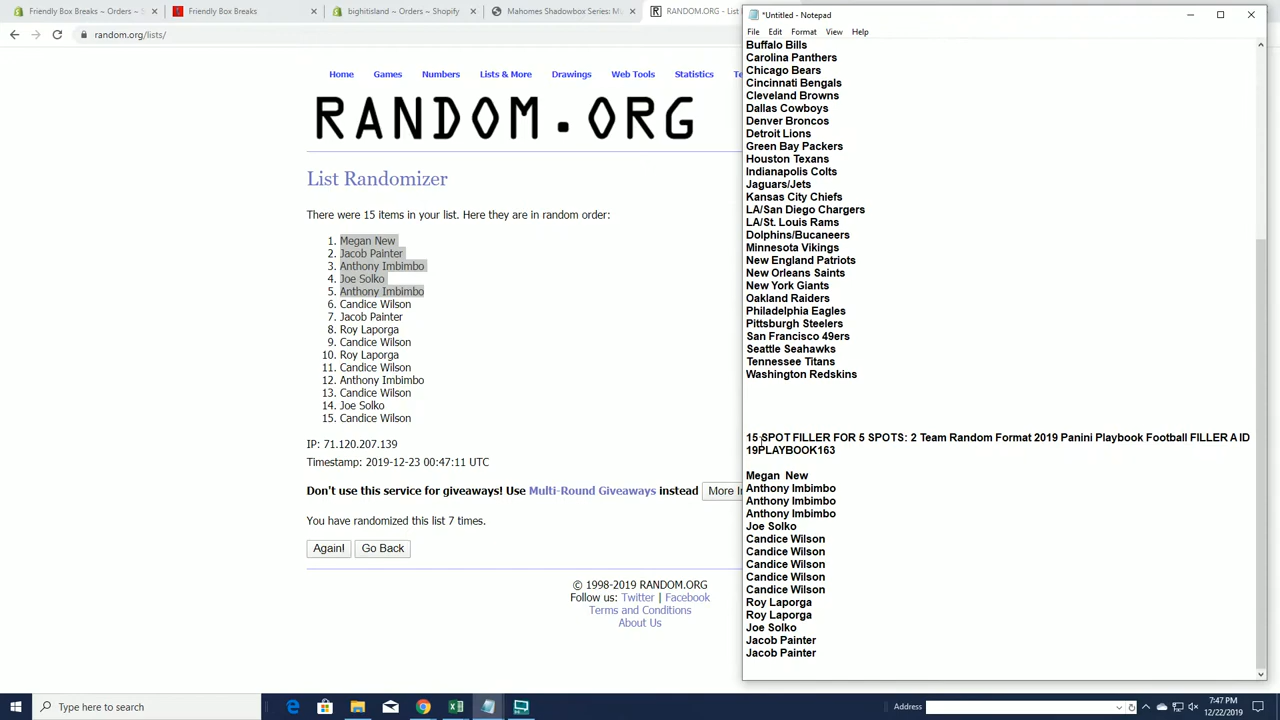 Friendly Box Breaks ~ Orders ~ S
Friendly Box Breaks
bighitisland ~ Orders ~ Shopify
Mahomes Shadowbox Series: M
RANDOM.ORG - L
random.org/lists/
Home Games Numbers Lists & More Drawings Web Tools Statistics Te
RANDOM.ORG
List Randomizer
There were 15 items in your list. Here they are in random order:
1. Megan New
2. Jacob Painter
3. Anthony Imbimbo
4. Joe Solko
5. Anthony Imbimbo
6. Candice Wilson
7. Jacob Painter
8. Roy Laporga
9. Candice Wilson
10. Roy Laporga
11. Candice Wilson
12. Anthony Imbimbo
13. Candice Wilson
14. Joe Solko
15. Candice Wilson
IP: 71.120.207.139
Timestamp: 2019-12-23 00:47:11 UTC
Don't use this service for giveaways! Use Multi-Round Giveaways instead More In
You have randomized this list 7 times.
Again! Go Back
© 1998-2019 RANDOM.ORG
Follow us: Twitter | Facebook
Terms and Conditions
About Us
*Untitled - Notepad
File Edit Format View Help
Buffalo Bills
Carolina Panthers
Chicago Bears
Cincinnati Bengals
Cleveland Browns
Dallas Cowboys
Denver Broncos
Detroit Lions
Green Bay Packers
Houston Texans
Indianapolis Colts
Jaguars/Jets
Kansas City Chiefs
LA/San Diego Chargers
LA/St. Louis Rams
Dolphins/Bucaneers
Minnesota Vikings
New England Patriots
New Orleans Saints
New York Giants
Oakland Raiders
Philadelphia Eagles
Pittsburgh Steelers
San Francisco 49ers
Seattle Seahawks
Tennessee Titans
Washington Redskins
15 SPOT FILLER FOR 5 SPOTS: 2 Team Random Format 2019 Panini Playbook Football FILLER A ID
19PLAYBOOK163
Megan  New
Anthony Imbimbo
Anthony Imbimbo
Anthony Imbimbo
Joe Solko
Candice Wilson
Candice Wilson
Candice Wilson
Candice Wilson
Candice Wilson
Roy Laporga
Roy Laporga
Joe Solko
Jacob Painter
Jacob Painter
Type here to search
Address
7:47 PM
12/22/2019